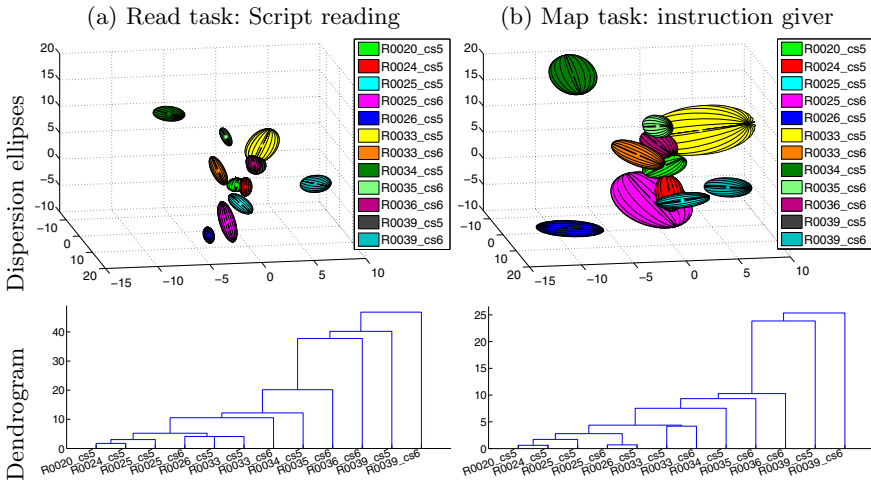 (a) Read task: Script reading
(b) Map task: instruction giver
Dispersion ellipses
20
15
10
5
0
−5
−10
−10
0
10
20
−15
−10
−5
0
5
10
R0020_cs5
R0024_cs5
R0025_cs5
R0025_cs6
R0026_cs5
R0033_cs5
R0033_cs6
R0034_cs5
R0035_cs6
R0036_cs6
R0039_cs5
R0039_cs6
20
15
10
5
0
−5
−10
−10
0
10
20
−15
−10
−5
0
5
10
R0020_cs5
R0024_cs5
R0025_cs5
R0025_cs6
R0026_cs5
R0033_cs5
R0033_cs6
R0034_cs5
R0035_cs6
R0036_cs6
R0039_cs5
R0039_cs6
Dendrogram
40
30
20
10
0
R0020_cs5
R0024_cs5
R0025_cs5
R0025_cs6
R0026_cs5
R0033_cs5
R0033_cs6
R0034_cs5
R0035_cs6
R0036_cs6
R0039_cs5
R0039_cs6
25
20
15
10
5
0
R0020_cs5
R0024_cs5
R0025_cs5
R0025_cs6
R0026_cs5
R0033_cs5
R0033_cs6
R0034_cs5
R0035_cs6
R0036_cs6
R0039_cs5
R0039_cs6